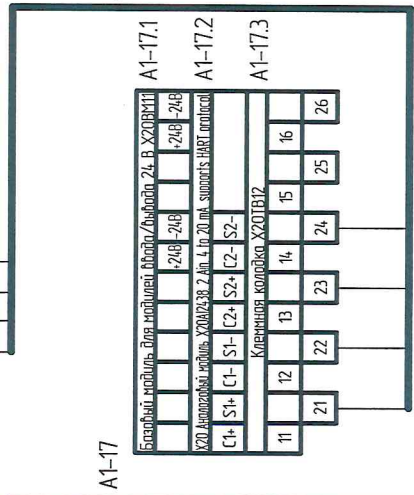 A1-17
Базовый модуль для модулей ввода/вывода 24 В X20BM11
A1-17.1
+24В -24В +24В -24В
X20 Аналоговый модуль X20AI2438 2 Ain 4 to 20 mA supports HART protocol
A1-17.2
C1+ S1+ C1- S1- C2+ S2+ C2- S2-
Клеммная колодка X20TB12
A1-17.3
11 12 13 14 15 16
21 22 23 24 25 26